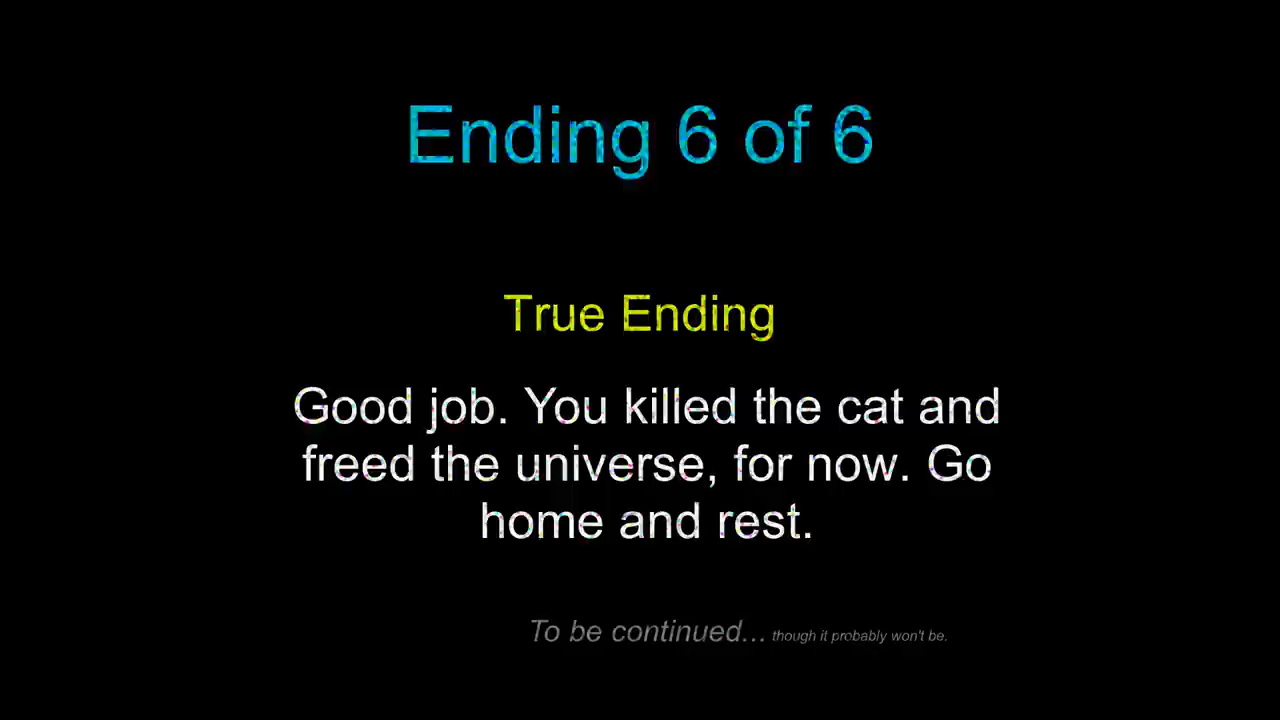 Ending 6 of 6
True Ending
Good job. You killed the cat and
freed the universe, for now. Go
home and rest.
To be continued... though it probably won't be.